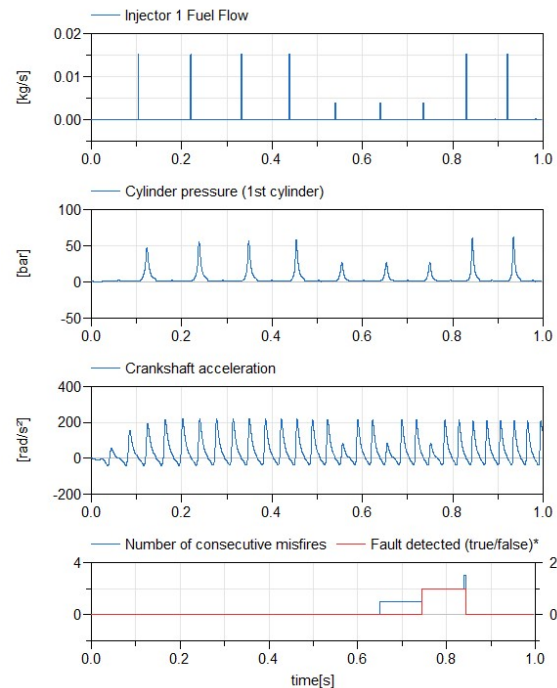 Injector 1 Fuel Flow
0.02
0.01
0.00
[kg/s]
0.0 0.2 0.4 0.6 0.8 1.0
Cylinder pressure (1st cylinder)
100
50
0
-50
[bar]
0.0 0.2 0.4 0.6 0.8 1.0
Crankshaft acceleration
400
200
0
-200
[rad/s²]
0.0 0.2 0.4 0.6 0.8 1.0
Number of consecutive misfires Fault detected (true/false)*
4 2
0 0
0.0 0.2 0.4 0.6 0.8 1.0
time[s]